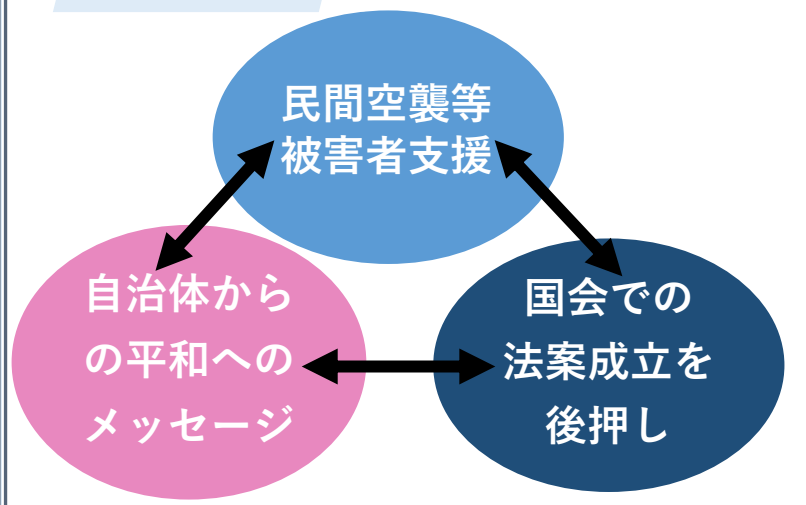 民間空襲等
被害者支援
自治体から
の平和への
メッセージ
国会での
法案成立を
後押し